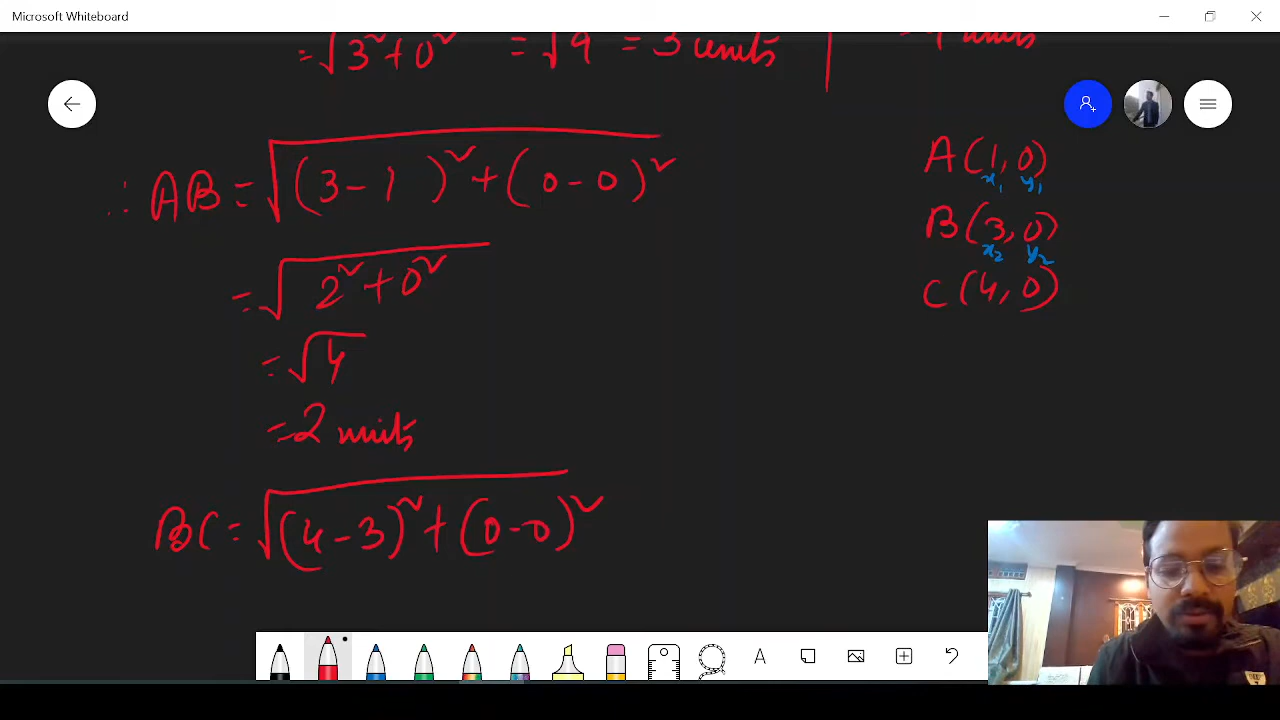 Microsoft Whiteboard
= √3² + 0² = √9 = 3 units
units
∴ AB = √(3 - 1)² + (0 - 0)²
= √2² + 0²
= √4
= 2 units
BC = √(4 - 3)² + (0 - 0)²
A(1, 0)
x₁ y₁
B(3, 0)
x₂ y₂
C(4, 0)
A